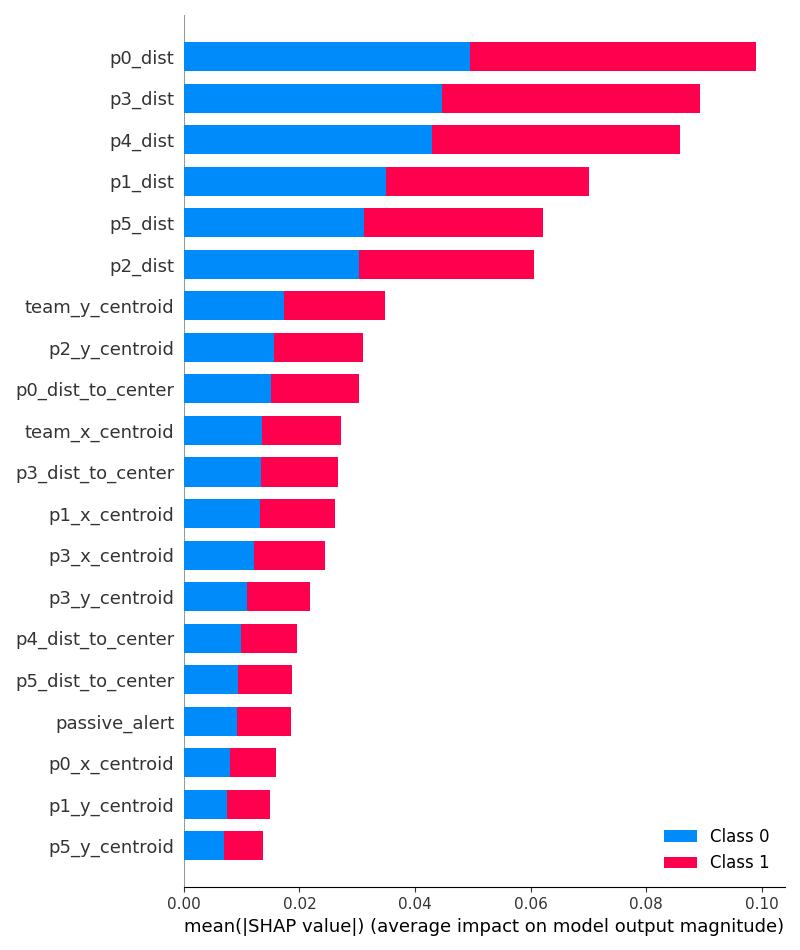 p0_dist
p3_dist
p4_dist
p1_dist
p5_dist
p2_dist
team_y_centroid
p2_y_centroid
p0_dist_to_center
team_x_centroid
p3_dist_to_center
p1_x_centroid
p3_x_centroid
p3_y_centroid
p4_dist_to_center
p5_dist_to_center
passive_alert
p0_x_centroid
p1_y_centroid
p5_y_centroid
Class 0
Class 1
0.00 0.02 0.04 0.06 0.08 0.10
mean(|SHAP value|) (average impact on model output magnitude)